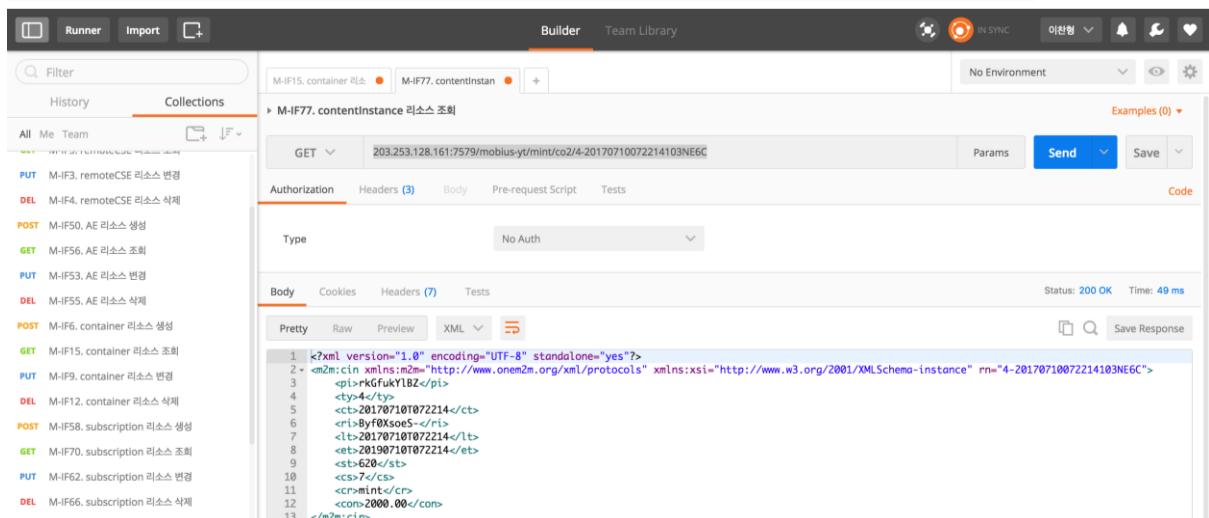 Runner Import Builder Team Library IN SYNC 이찬형
Filter
History Collections
All Me Team
PUT M-IF3. remoteCSE 리소스 변경
DEL M-IF4. remoteCSE 리소스 삭제
POST M-IF50. AE 리소스 생성
GET M-IF56. AE 리소스 조회
PUT M-IF53. AE 리소스 변경
DEL M-IF55. AE 리소스 삭제
POST M-IF6. container 리소스 생성
GET M-IF15. container 리소스 조회
PUT M-IF9. container 리소스 변경
DEL M-IF12. container 리소스 삭제
POST M-IF58. subscription 리소스 생성
GET M-IF70. subscription 리소스 조회
PUT M-IF62. subscription 리소스 변경
DEL M-IF66. subscription 리소스 삭제
M-IF15. container 리소 M-IF77. contentInstan + No Environment
M-IF77. contentInstance 리소스 조회 Examples (0)
GET 203.253.128.161:7579/mobius-yt/mint/co2/4-20170710072214103NE6C Params Send Save
Authorization Headers (3) Body Pre-request Script Tests Code
Type No Auth
Body Cookies Headers (7) Tests Status: 200 OK Time: 49 ms
Pretty Raw Preview XML Save Response
1 <?xml version="1.0" encoding="UTF-8" standalone="yes"?>
2 <m2m:cin xmlns:m2m="http://www.onem2m.org/xml/protocols" xmlns:xsi="http://www.w3.org/2001/XMLSchema-instance" rn="4-20170710072214103NE6C">
3 <pi>rkGfukYlBZ</pi>
4 <ty>4</ty>
5 <ct>20170710T072214</ct>
6 <ri>Byf0XsoeS-</ri>
7 <lt>20170710T072214</lt>
8 <et>20190710T072214</et>
9 <st>620</st>
10 <cs>7</cs>
11 <cr>mint</cr>
12 <con>2000.00</con>
13 </m2m:cin>